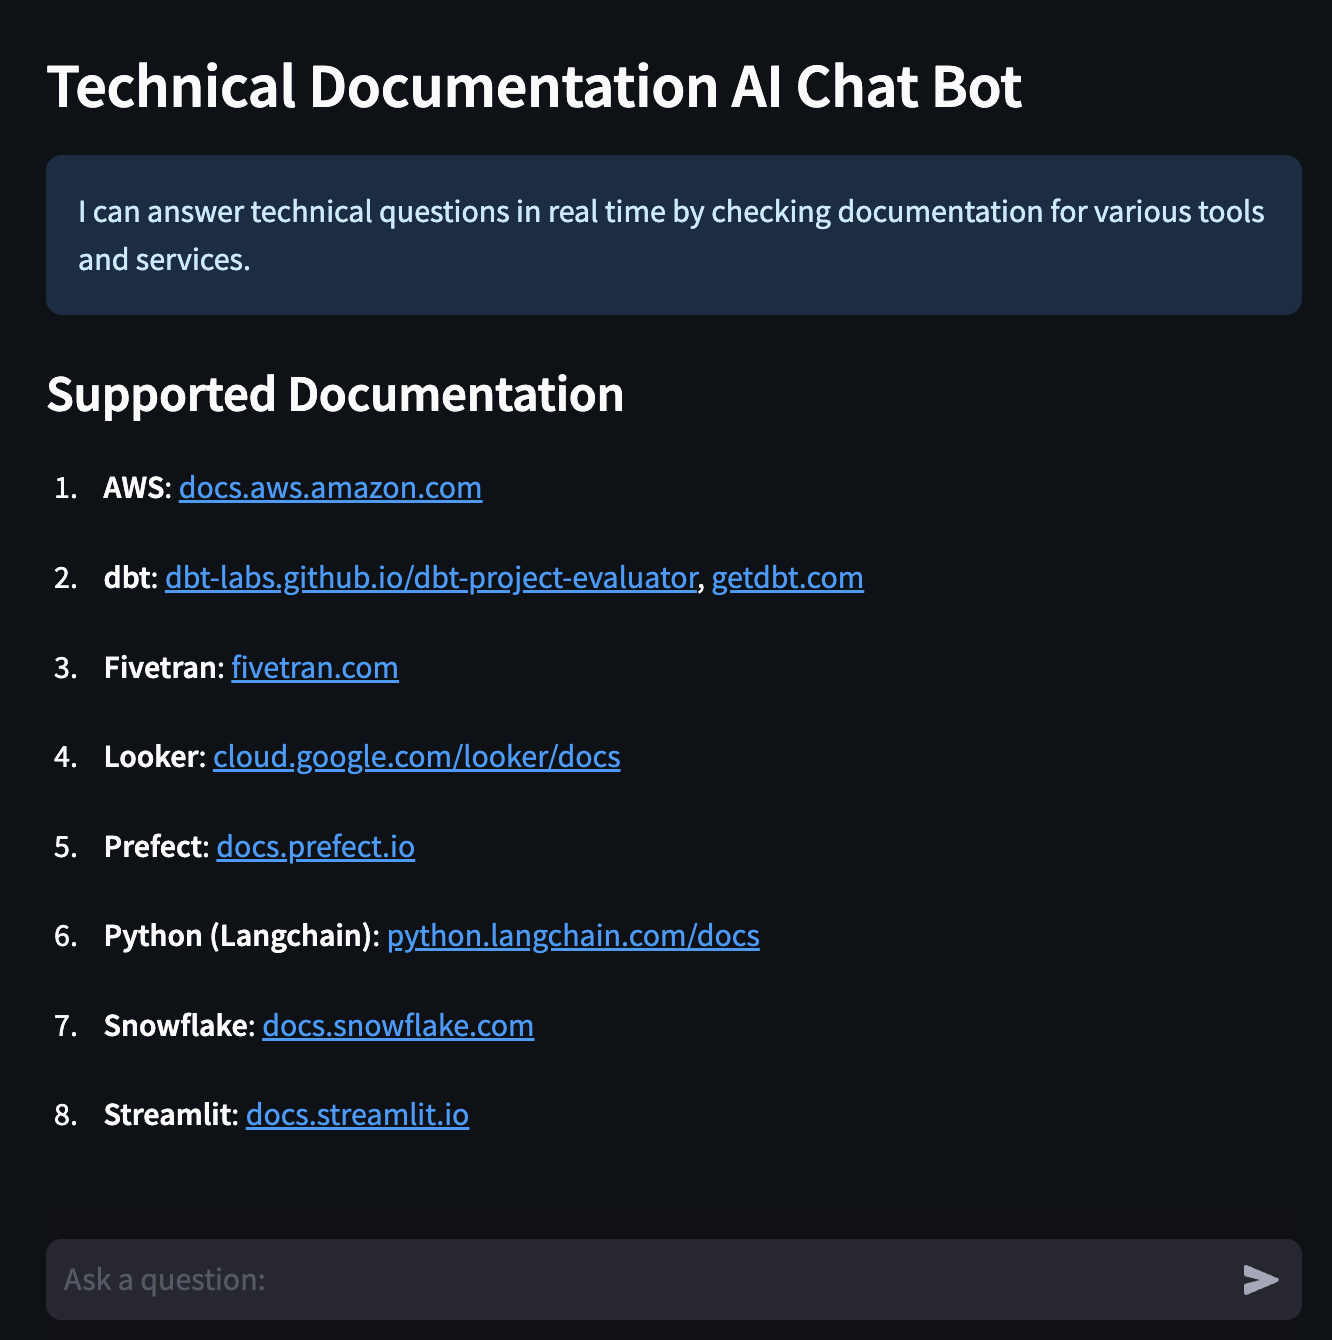 Technical Documentation AI Chat Bot
I can answer technical questions in real time by checking documentation for various tools
and services.
Supported Documentation
1. AWS: docs.aws.amazon.com
2. dbt: dbt-labs.github.io/dbt-project-evaluator, getdbt.com
3. Fivetran: fivetran.com
4. Looker: cloud.google.com/looker/docs
5. Prefect: docs.prefect.io
6. Python (Langchain): python.langchain.com/docs
7. Snowflake: docs.snowflake.com
8. Streamlit: docs.streamlit.io
Ask a question: